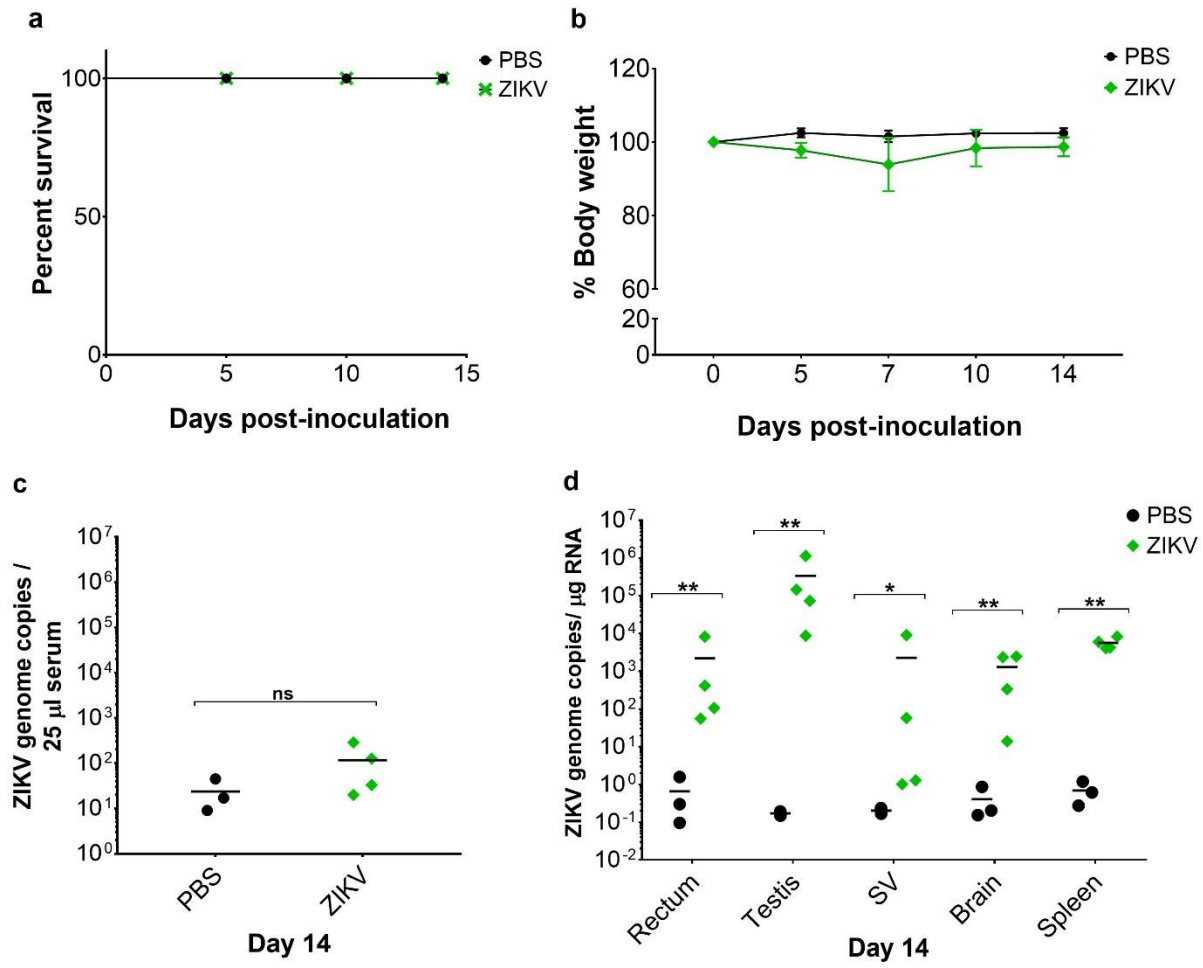 a
PBS
ZIKV
100
50
0
Percent survival
0 5 10 15
Days post-inoculation
b
PBS
ZIKV
120
100
80
60
20
0
% Body weight
0 5 7 10 14
Days post-inoculation
c
ZIKV genome copies /
25 µl serum
10⁷
10⁶
10⁵
10⁴
10³
10²
10¹
10⁰
ns
PBS ZIKV
Day 14
d
PBS
ZIKV
ZIKV genome copies/ µg RNA
10⁷
10⁶
10⁵
10⁴
10³
10²
10¹
10⁰
10⁻¹
10⁻²
** ** * ** **
Rectum Testis SV Brain Spleen
Day 14